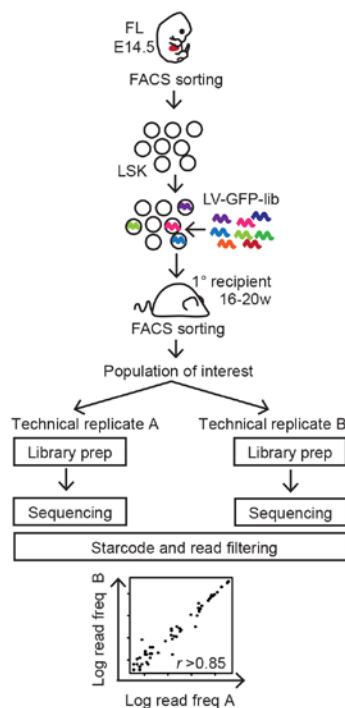 FL
E14.5
FACS sorting
LSK
LV-GFP-lib
1° recipient
16-20w
FACS sorting
Population of interest
Technical replicate A
Technical replicate B
Library prep
Library prep
Sequencing
Sequencing
Starcode and read filtering
Log read freq B
r >0.85
Log read freq A